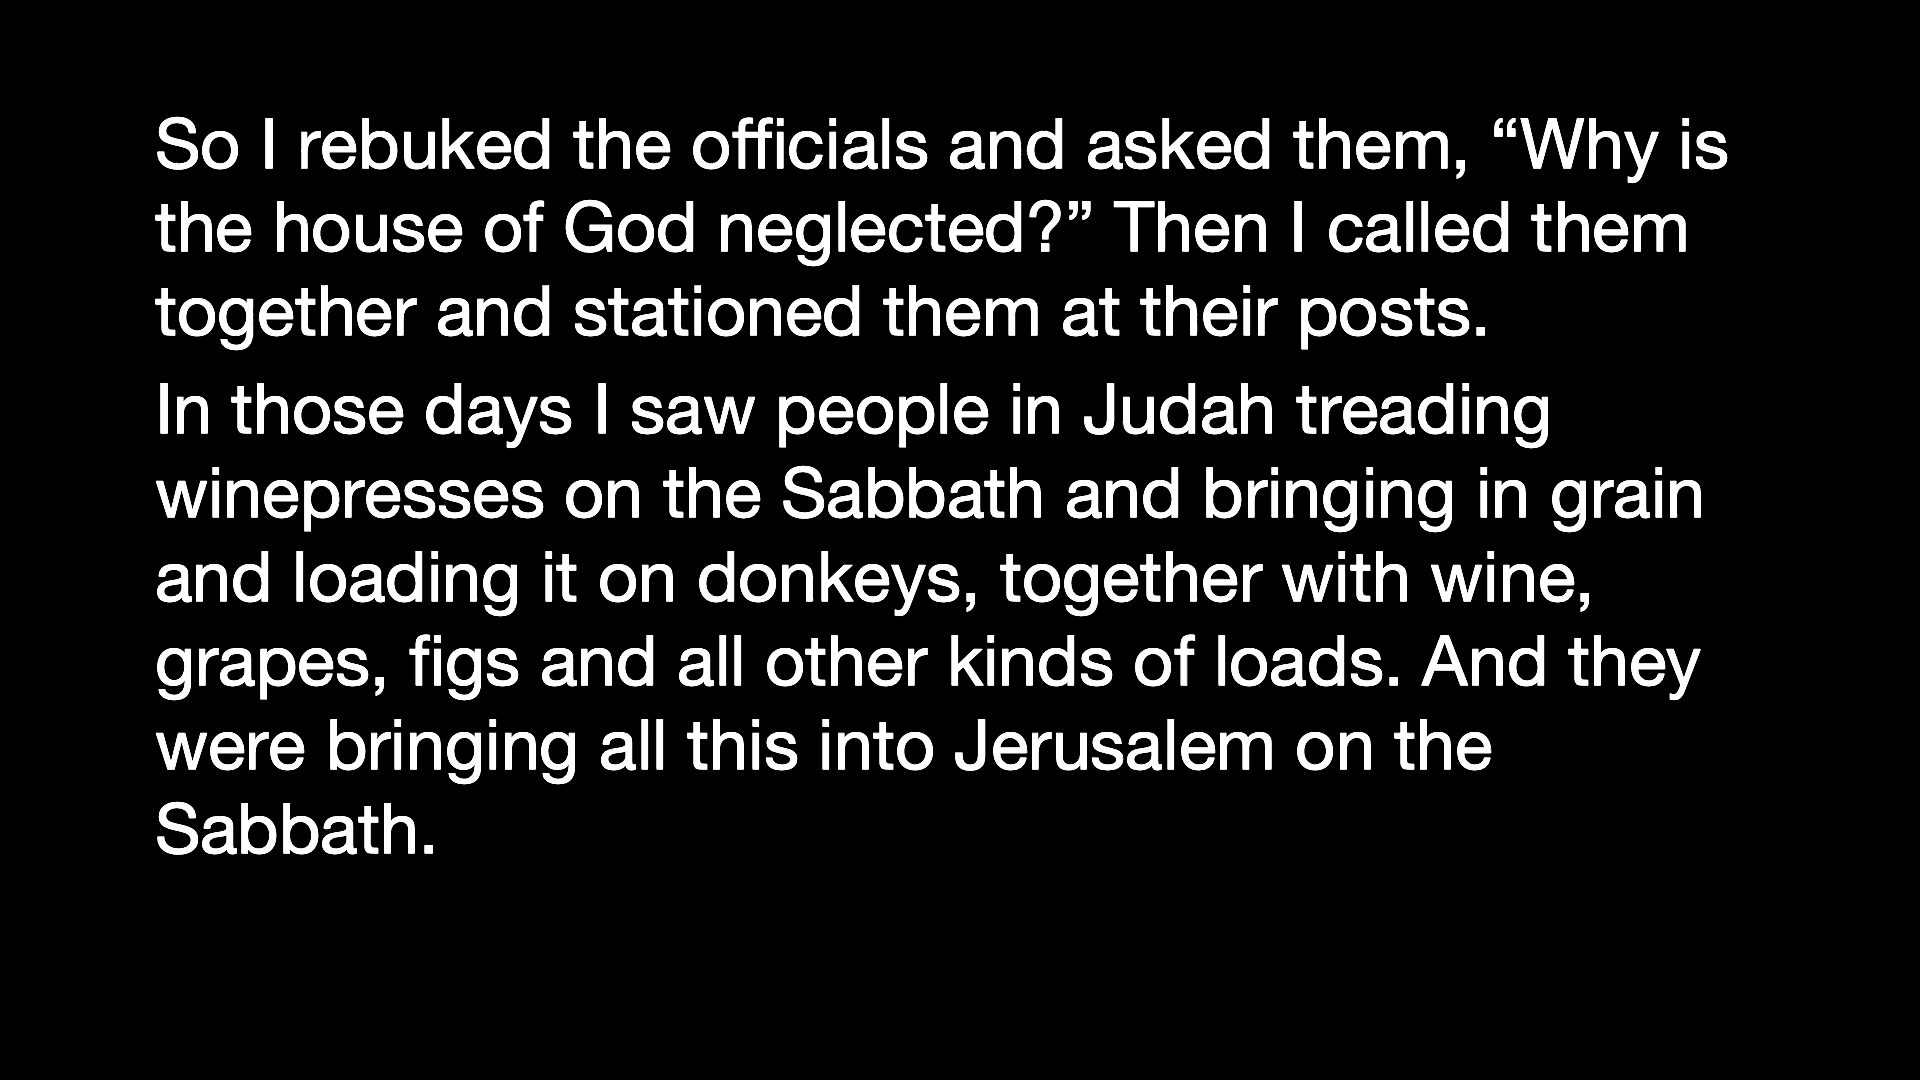 So I rebuked the officials and asked them, “Why is
the house of God neglected?” Then I called them
together and stationed them at their posts.
In those days I saw people in Judah treading
winepresses on the Sabbath and bringing in grain
and loading it on donkeys, together with wine,
grapes, figs and all other kinds of loads. And they
were bringing all this into Jerusalem on the
Sabbath.